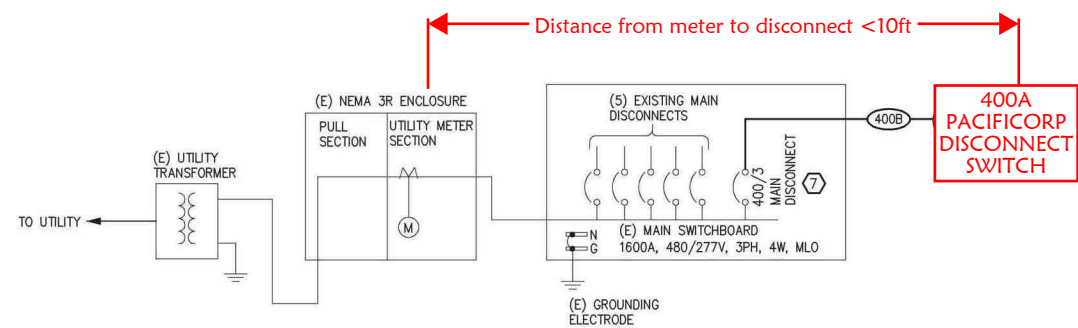 Distance from meter to disconnect <10ft
(E) NEMA 3R ENCLOSURE
PULL
SECTION
UTILITY METER
SECTION
(E) UTILITY
TRANSFORMER
TO UTILITY
M
(5) EXISTING MAIN
DISCONNECTS
400/3
MAIN
DISCONNECT
7
400B
400A
PACIFICORP
DISCONNECT
SWITCH
N
G
(E) MAIN SWITCHBOARD
1600A, 480/277V, 3PH, 4W, MLO
(E) GROUNDING
ELECTRODE